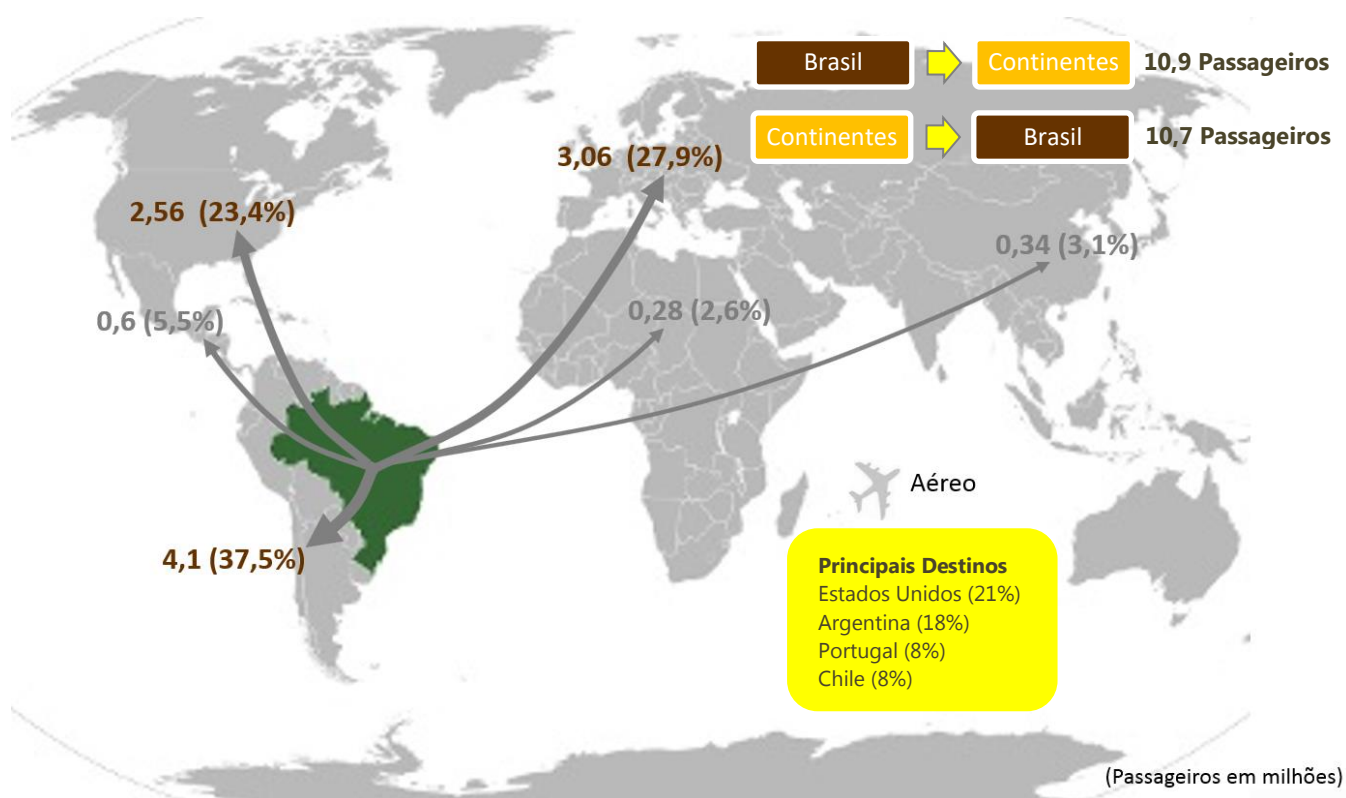 Brasil
Continentes
10,9 Passageiros
Continentes
Brasil
10,7 Passageiros
3,06 (27,9%)
2,56 (23,4%)
0,34 (3,1%)
0,28 (2,6%)
0,6 (5,5%)
Aéreo
4,1 (37,5%)
Principais Destinos
Estados Unidos (21%)
Argentina (18%)
Portugal (8%)
Chile (8%)
(Passageiros em milhões)